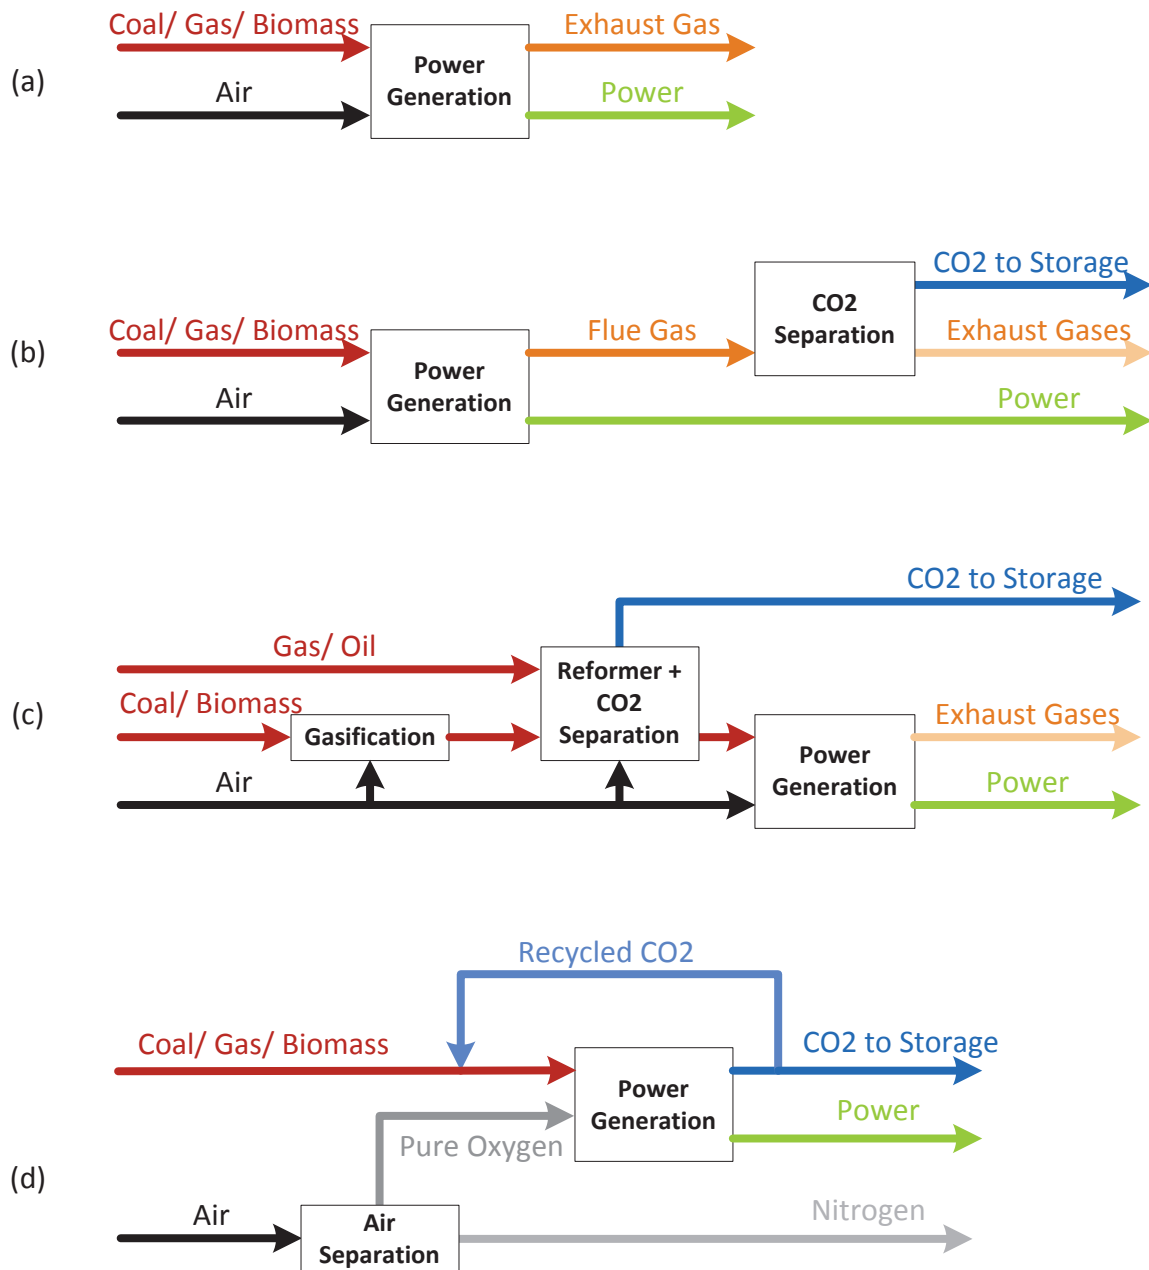 Coal/ Gas/ Biomass
Exhaust Gas
(a)
Power
Generation
Air
Power
CO2 to Storage
CO2
Separation
Coal/ Gas/ Biomass
Flue Gas
Exhaust Gases
(b)
Power
Generation
Air
Power
CO2 to Storage
Gas/ Oil
Reformer +
CO2
Separation
Coal/ Biomass
(c)
Gasification
Exhaust Gases
Power
Generation
Air
Power
Recycled CO2
Coal/ Gas/ Biomass
CO2 to Storage
Power
Generation
Power
Pure Oxygen
(d)
Air
Air
Separation
Nitrogen